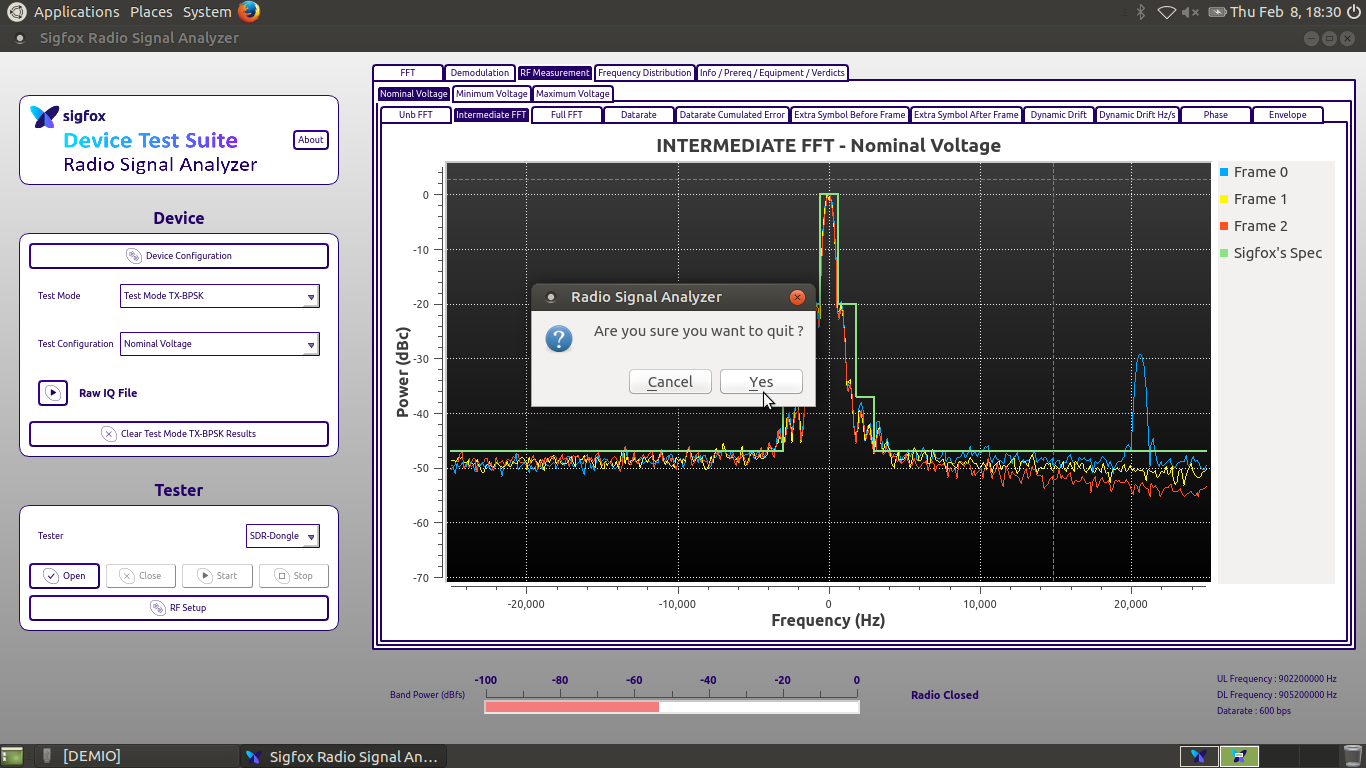 Applications Places System Thu Feb 8, 18:30
Sigfox Radio Signal Analyzer
sigfox
Device Test Suite
Radio Signal Analyzer
About
Device
Device Configuration
Test Mode Test Mode TX-BPSK
Test Configuration Nominal Voltage
Raw IQ File
Clear Test Mode TX-BPSK Results
Tester
Tester SDR-Dongle
Open Close Start Stop
RF Setup
FFT Demodulation RF Measurement Frequency Distribution Info / Prereq / Equipment / Verdicts
Nominal Voltage Minimum Voltage Maximum Voltage
Unb FFT Intermediate FFT Full FFT Datarate Datarate Cumulated Error Extra Symbol Before Frame Extra Symbol After Frame Dynamic Drift Dynamic Drift Hz/s Phase Envelope
INTERMEDIATE FFT - Nominal Voltage
Power (dBc)
0
-10
-20
-30
-40
-50
-60
-70
-20,000 -10,000 0 10,000 20,000
Frequency (Hz)
Frame 0
Frame 1
Frame 2
Sigfox's Spec
Radio Signal Analyzer
Are you sure you want to quit ?
Cancel Yes
-100 -80 -60 -40 -20 0
Band Power (dBfs)
Radio Closed
UL Frequency : 902200000 Hz
DL Frequency : 905200000 Hz
Datarate : 600 bps
[DEMIO] Sigfox Radio Signal An...